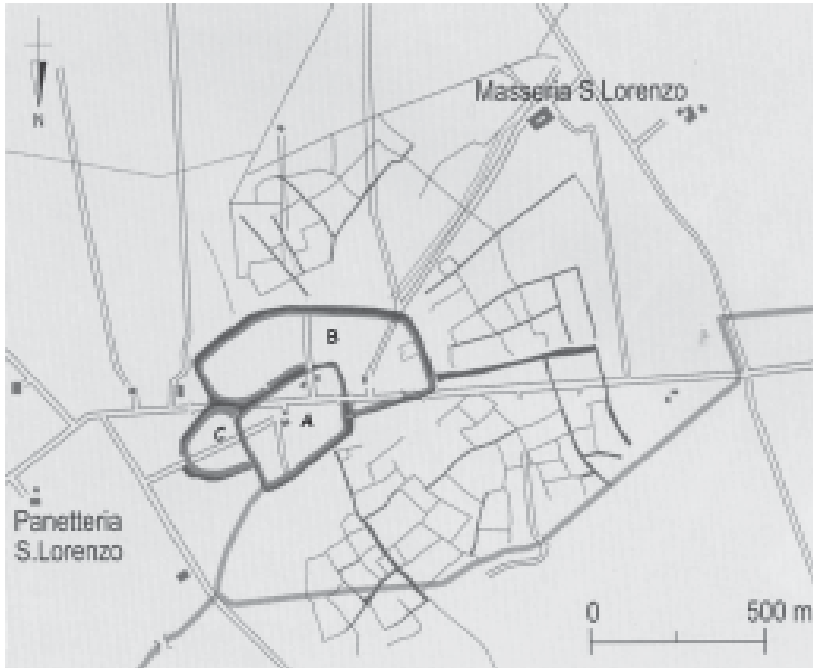 N
Masseria S.Lorenzo
B
A
C
Panetteria
S.Lorenzo
0 500 m